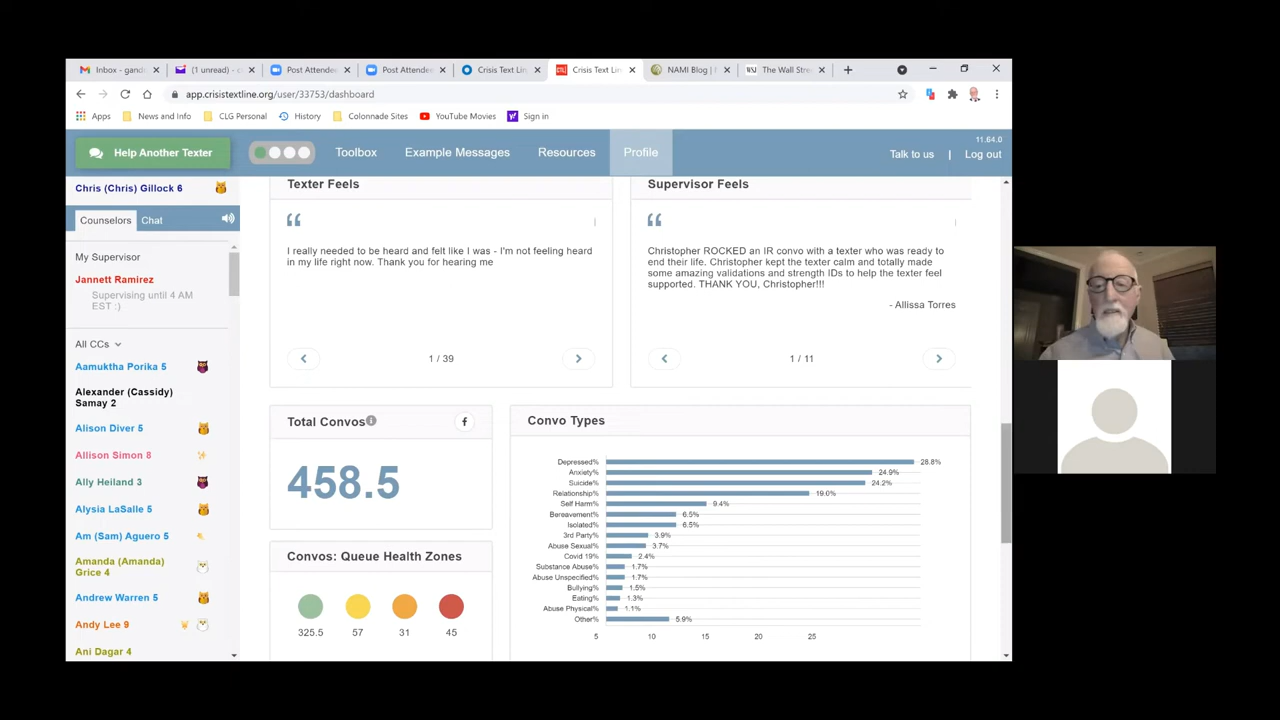 Inbox - gand
(1 unread) - c
Post Attende
Post Attende
Crisis Text Lin
Crisis Text Lin
NAMI Blog |
The Wall Stre
app.crisistextline.org/user/33753/dashboard
Apps
News and Info
CLG Personal
History
Colonnade Sites
YouTube Movies
Sign in
11.64.0
Help Another Texter
Toolbox
Example Messages
Resources
Profile
Talk to us
Log out
Chris (Chris) Gillock 6
Counselors
Chat
My Supervisor
Jannett Ramirez
Supervising until 4 AM
EST :)
All CCs
Aamuktha Porika 5
Alexander (Cassidy)
Samay 2
Alison Diver 5
Allison Simon 8
Ally Heiland 3
Alysia LaSalle 5
Am (Sam) Aguero 5
Amanda (Amanda)
Grice 4
Andrew Warren 5
Andy Lee 9
Ani Dagar 4
Texter Feels
“
I really needed to be heard and felt like I was - I'm not feeling heard
in my life right now. Thank you for hearing me
1 / 39
Supervisor Feels
“
Christopher ROCKED an IR convo with a texter who was ready to
end their life. Christopher kept the texter calm and totally made
some amazing validations and strength IDs to help the texter feel
supported. THANK YOU, Christopher!!!
- Allissa Torres
1 / 11
Total Convos
458.5
Convos: Queue Health Zones
325.5
57
31
45
Convo Types
Depressed% 28.8%
Anxiety% 24.9%
Suicide% 24.2%
Relationship% 19.0%
Self Harm% 9.4%
Bereavement% 6.5%
Isolated% 6.5%
3rd Party% 3.9%
Abuse Sexual% 3.7%
Covid 19% 2.4%
Substance Abuse% 1.7%
Abuse Unspecified% 1.7%
Bullying% 1.5%
Eating% 1.3%
Abuse Physical% 1.1%
Other% 5.9%
5 10 15 20 25